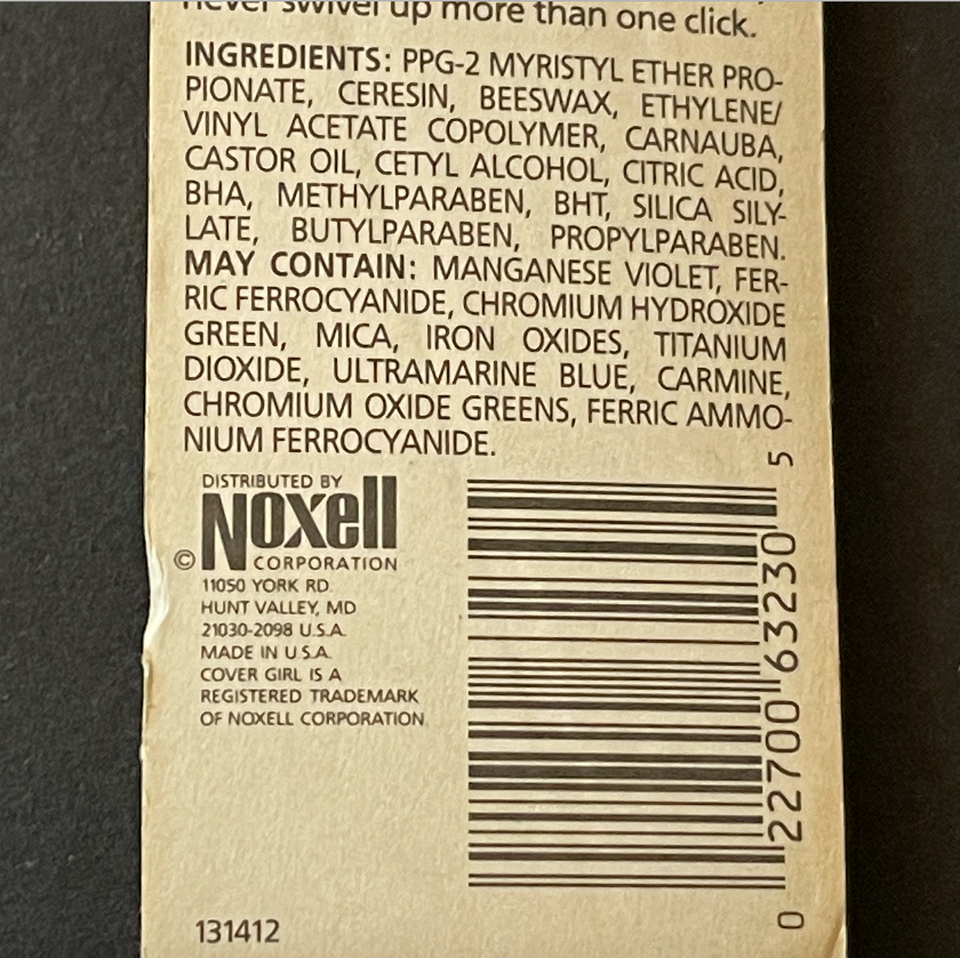 never swivel up more than one click.
INGREDIENTS: PPG-2 MYRISTYL ETHER PRO-
PIONATE, CERESIN, BEESWAX, ETHYLENE/
VINYL ACETATE COPOLYMER, CARNAUBA,
CASTOR OIL, CETYL ALCOHOL, CITRIC ACID,
BHA, METHYLPARABEN, BHT, SILICA SILY-
LATE, BUTYLPARABEN, PROPYLPARABEN.
MAY CONTAIN: MANGANESE VIOLET, FER-
RIC FERROCYANIDE, CHROMIUM HYDROXIDE
GREEN, MICA, IRON OXIDES, TITANIUM
DIOXIDE, ULTRAMARINE BLUE, CARMINE,
CHROMIUM OXIDE GREENS, FERRIC AMMO-
NIUM FERROCYANIDE.
DISTRIBUTED BY
Noxell
© CORPORATION
11050 YORK RD.
HUNT VALLEY, MD
21030-2098 U.S.A.
MADE IN U.S.A.
COVER GIRL IS A
REGISTERED TRADEMARK
OF NOXELL CORPORATION
0 22700 63230 5
131412